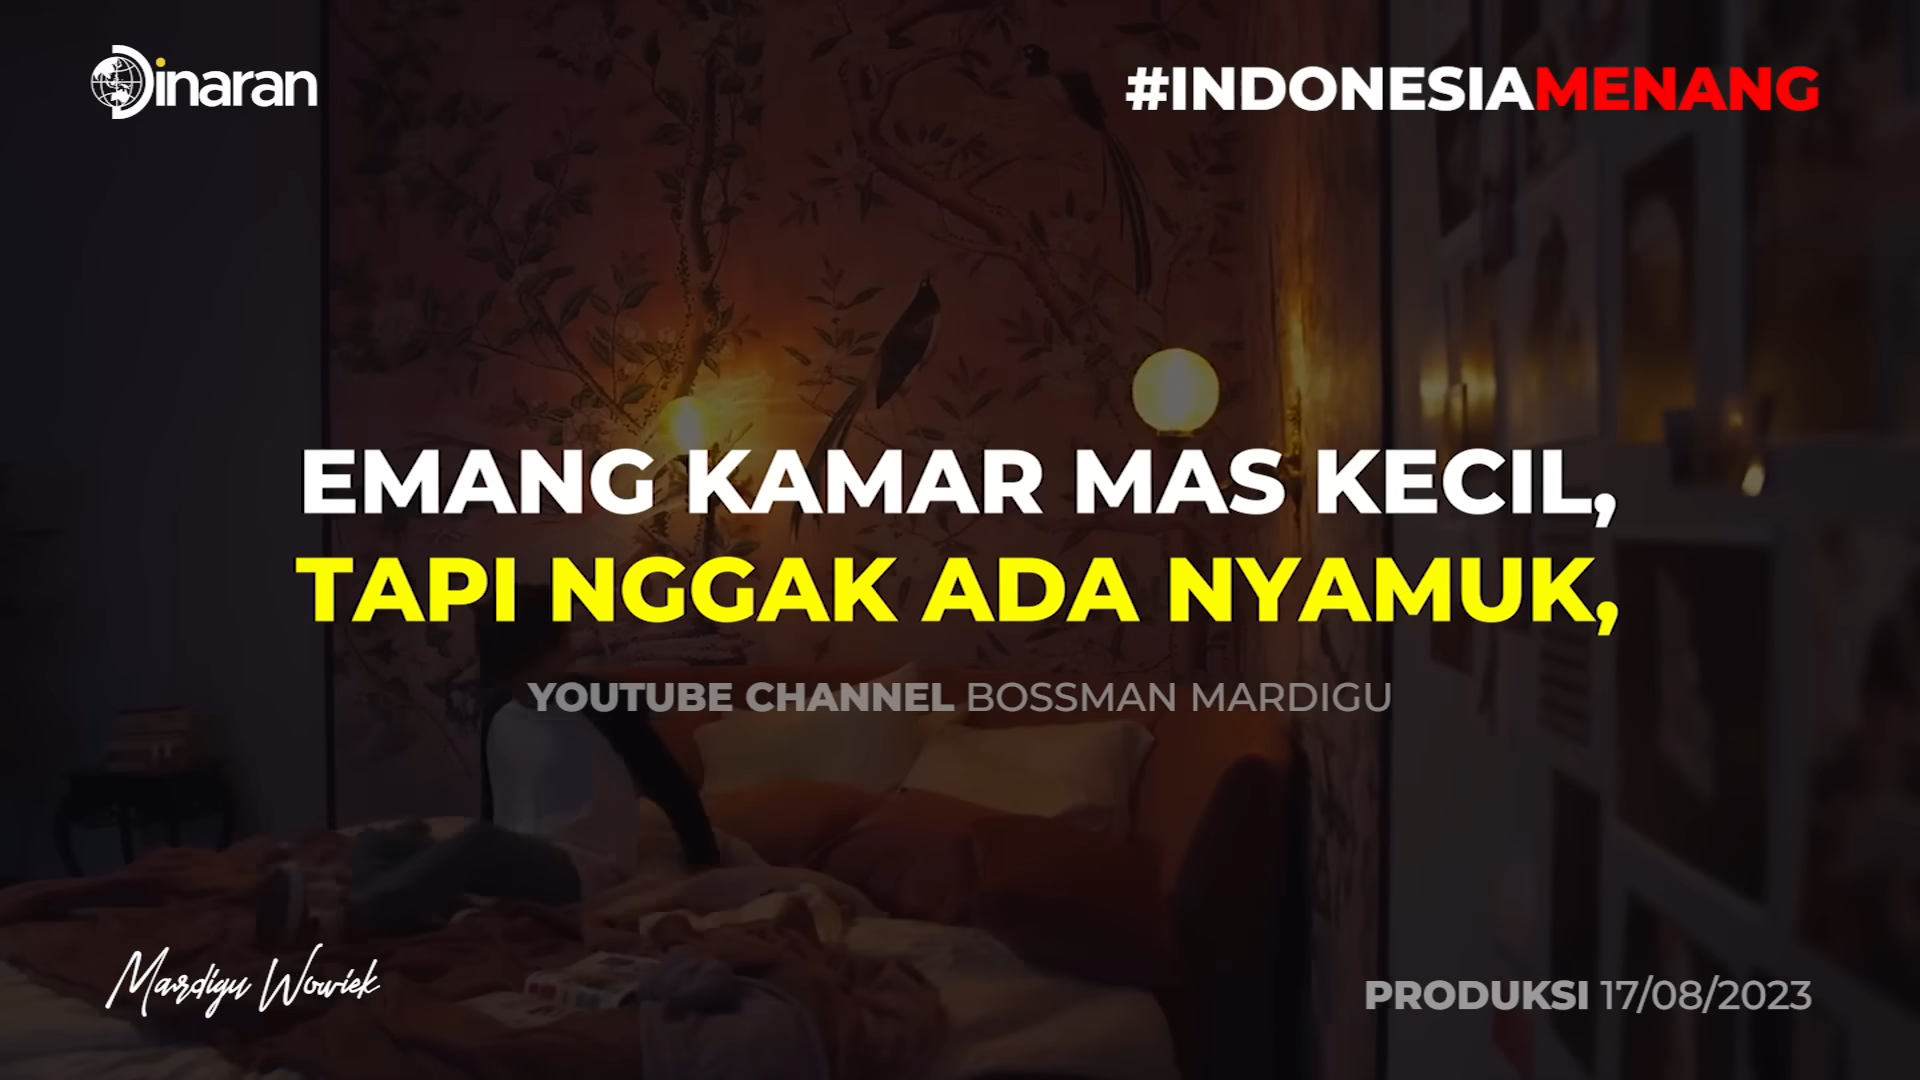 Dinaran
#INDONESIAMENANG
EMANG KAMAR MAS KECIL,
TAPI NGGAK ADA NYAMUK,
YOUTUBE CHANNEL BOSSMAN MARDIGU
Mardigu Wowiek
PRODUKSI 17/08/2023